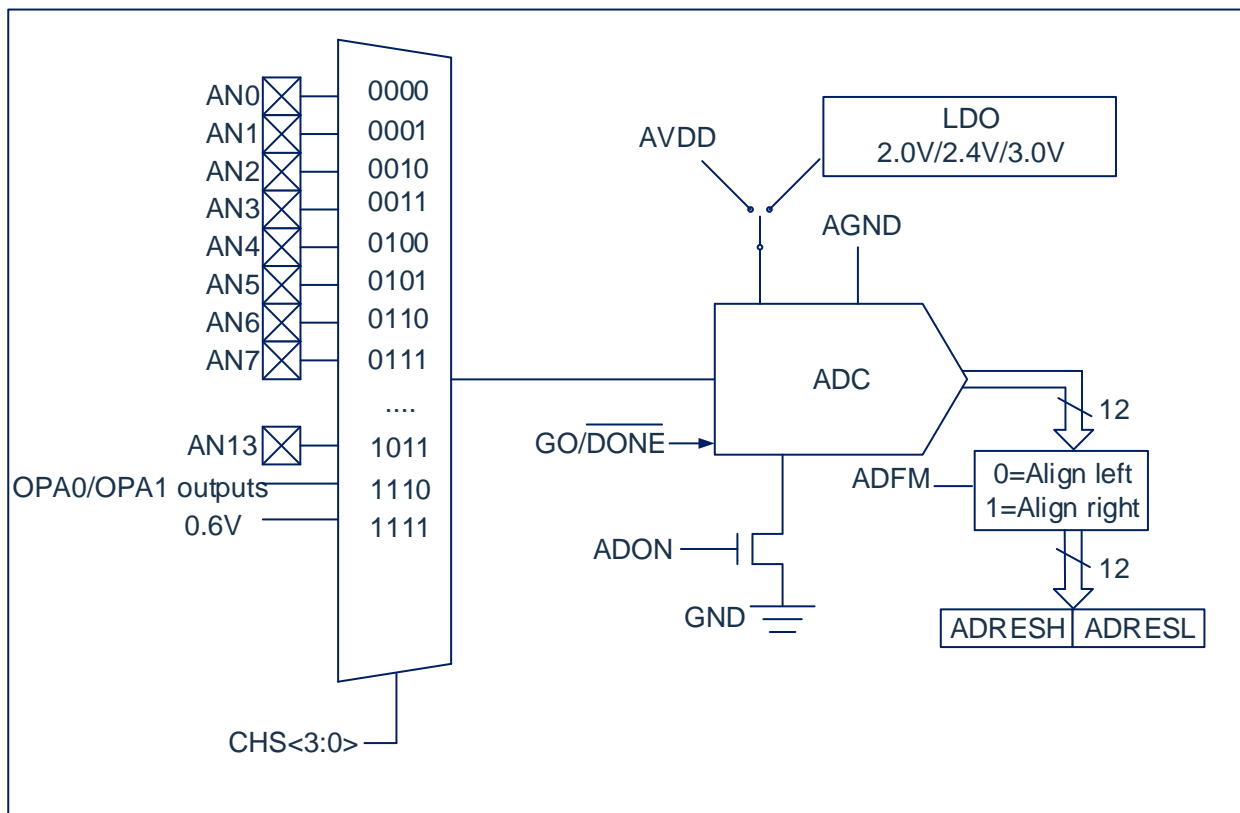 AN0
0000
AN1
0001
AN2
0010
AN3
0011
AN4
0100
AN5
0101
AN6
0110
AN7
0111
....
AN13
1011
OPA0/OPA1 outputs
1110
0.6V
1111
CHS<3:0>
AVDD
LDO
2.0V/2.4V/3.0V
AGND
ADC
GO/DONE
ADON
GND
12
ADFM
0=Align left
1=Align right
12
ADRESH
ADRESL